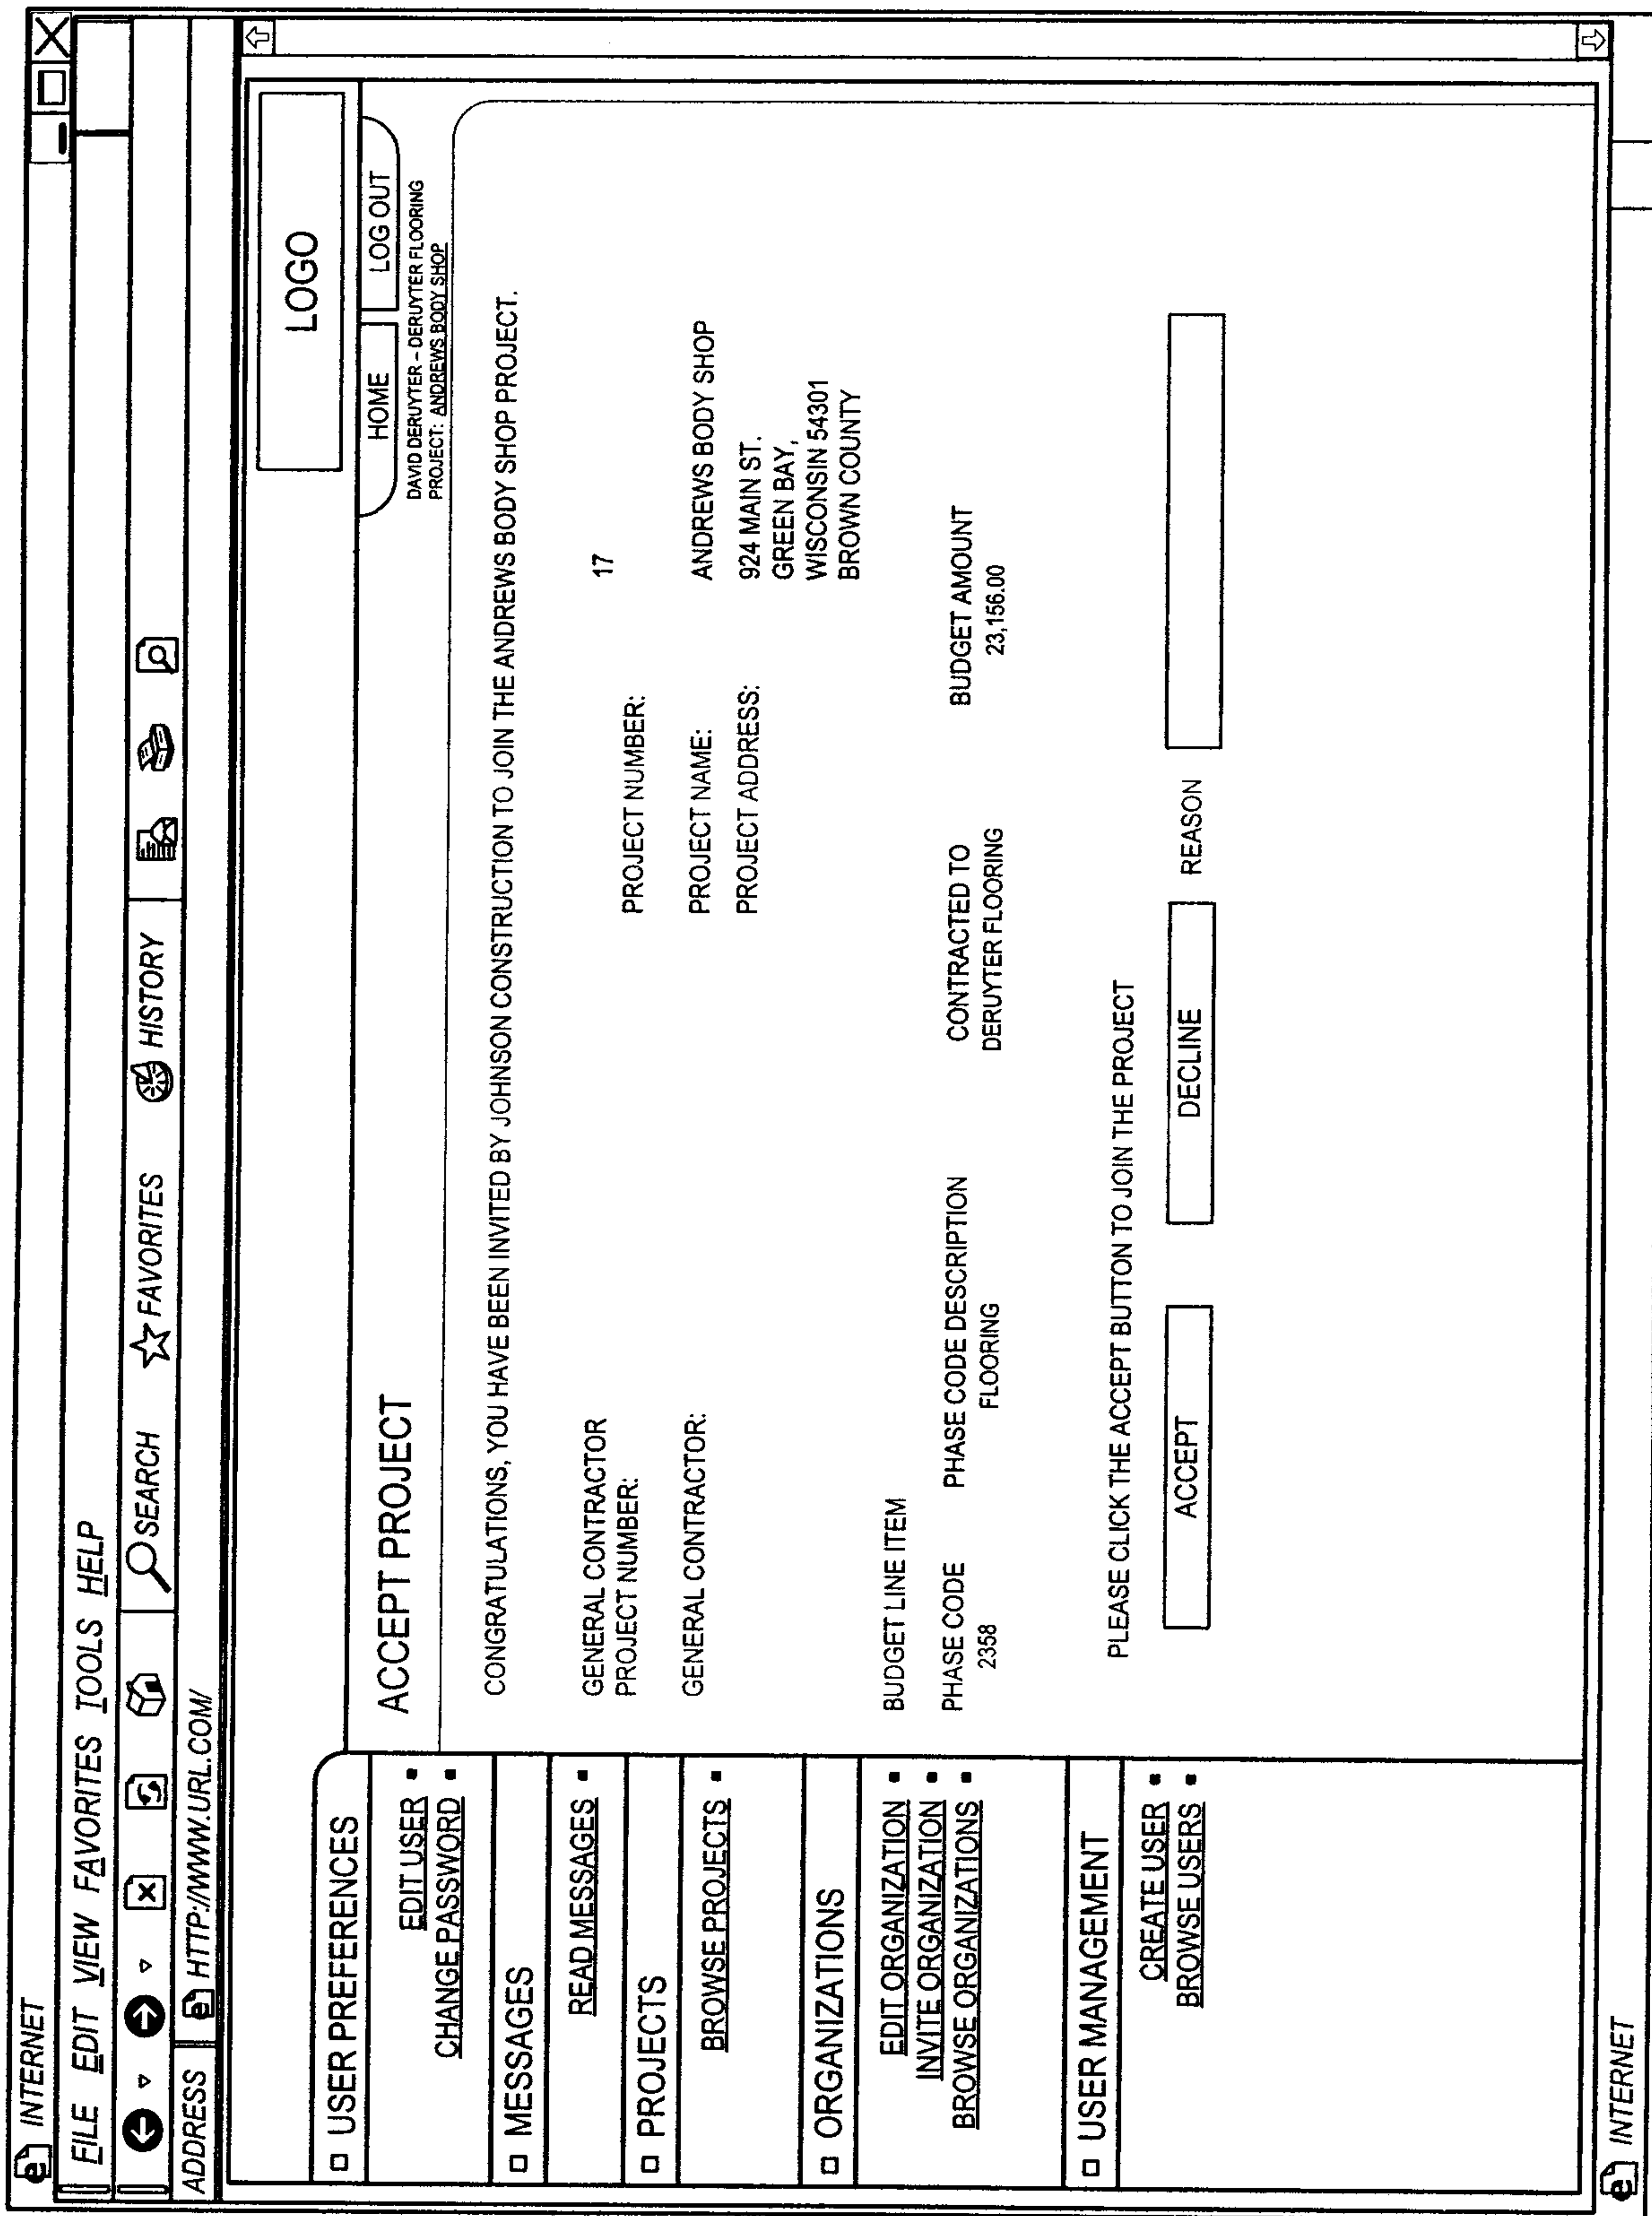 INTERNET
FILE EDIT VIEW FAVORITES TOOLS HELP
SEARCH FAVORITES HISTORY
ADDRESS HTTP://WWW.URL.COM/
LOGO
HOME LOG OUT
DAVID DERUYTER – DERUYTER FLOORING
PROJECT: ANDREWS BODY SHOP
USER PREFERENCES
EDIT USER
CHANGE PASSWORD
MESSAGES
READ MESSAGES
PROJECTS
BROWSE PROJECTS
ORGANIZATIONS
EDIT ORGANIZATION
INVITE ORGANIZATION
BROWSE ORGANIZATIONS
USER MANAGEMENT
CREATE USER
BROWSE USERS
ACCEPT PROJECT
CONGRATULATIONS, YOU HAVE BEEN INVITED BY JOHNSON CONSTRUCTION TO JOIN THE ANDREWS BODY SHOP PROJECT.
GENERAL CONTRACTOR
PROJECT NUMBER:
PROJECT NUMBER: 17
GENERAL CONTRACTOR:
PROJECT NAME: ANDREWS BODY SHOP
PROJECT ADDRESS: 924 MAIN ST.
GREEN BAY,
WISCONSIN 54301
BROWN COUNTY
BUDGET LINE ITEM
PHASE CODE PHASE CODE DESCRIPTION CONTRACTED TO BUDGET AMOUNT
2358 FLOORING DERUYTER FLOORING 23,156.00
PLEASE CLICK THE ACCEPT BUTTON TO JOIN THE PROJECT
ACCEPT DECLINE REASON
INTERNET